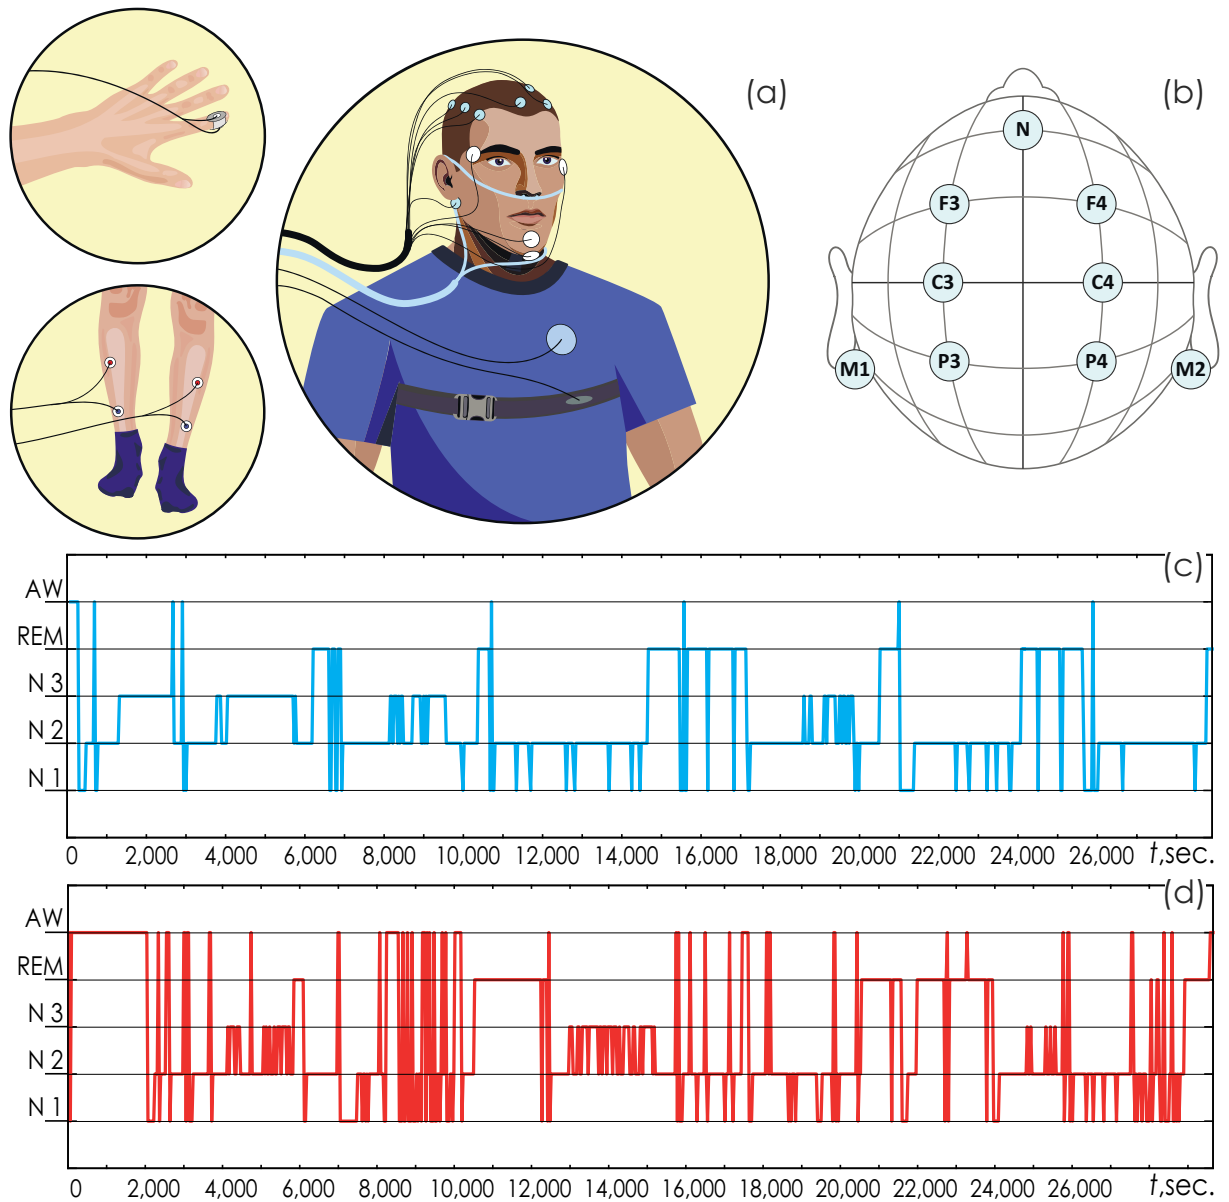 (a)
(b)
N
F3 F4
C3 C4
P3 P4
M1 M2
(c)
AW
REM
N 3
N 2
N 1
0 2,000 4,000 6,000 8,000 10,000 12,000 14,000 16,000 18,000 20,000 22,000 24,000 26,000 t,sec.
(d)
AW
REM
N 3
N 2
N 1
0 2,000 4,000 6,000 8,000 10,000 12,000 14,000 16,000 18,000 20,000 22,000 24,000 26,000 t,sec.